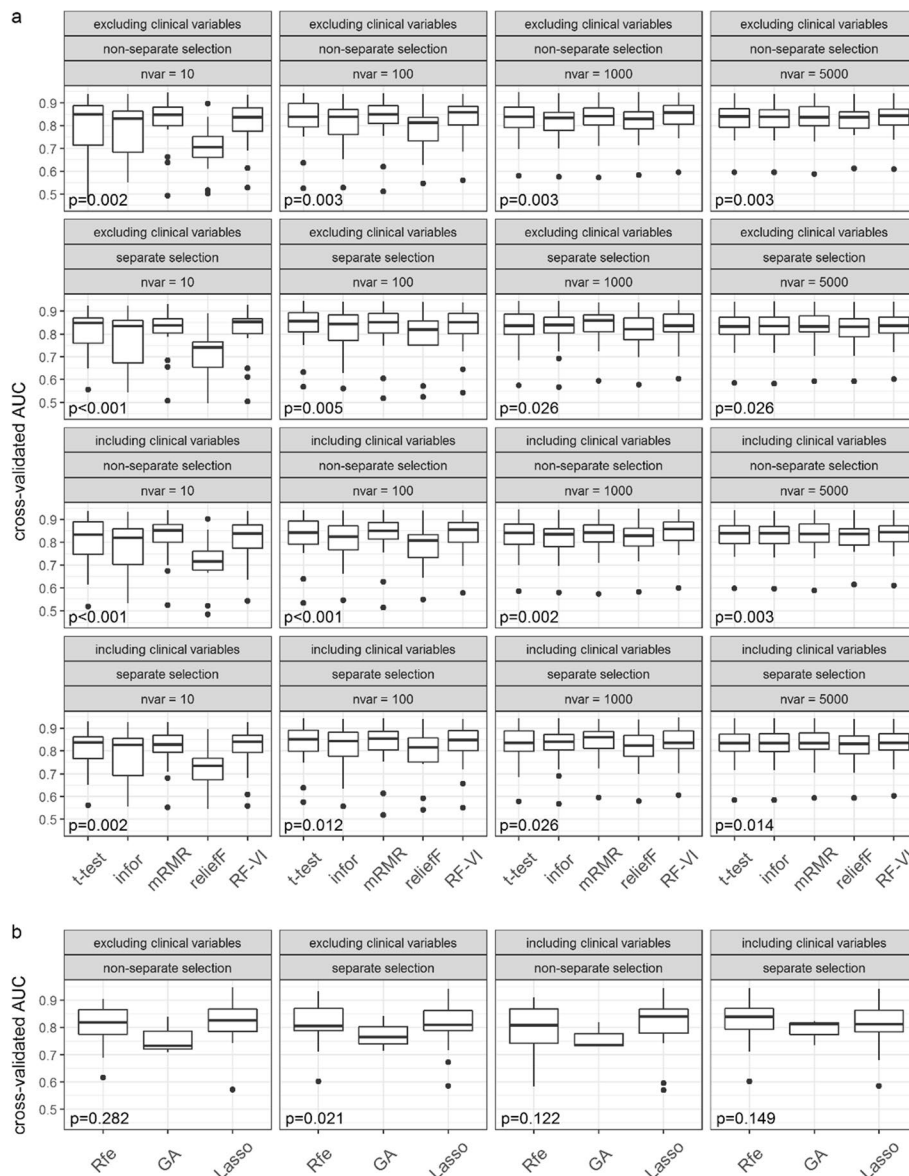 a
excluding clinical variables excluding clinical variables excluding clinical variables excluding clinical variables
non-separate selection non-separate selection non-separate selection non-separate selection
nvar = 10 nvar = 100 nvar = 1000 nvar = 5000
0.9
0.8
0.7
0.6
0.5
p=0.002 p=0.003 p=0.003 p=0.003
excluding clinical variables excluding clinical variables excluding clinical variables excluding clinical variables
separate selection separate selection separate selection separate selection
nvar = 10 nvar = 100 nvar = 1000 nvar = 5000
0.9
0.8
0.7
0.6
0.5
p<0.001 p=0.005 p=0.026 p=0.026
cross-validated AUC
including clinical variables including clinical variables including clinical variables including clinical variables
non-separate selection non-separate selection non-separate selection non-separate selection
nvar = 10 nvar = 100 nvar = 1000 nvar = 5000
0.9
0.8
0.7
0.6
0.5
p<0.001 p<0.001 p=0.002 p=0.003
including clinical variables including clinical variables including clinical variables including clinical variables
separate selection separate selection separate selection separate selection
nvar = 10 nvar = 100 nvar = 1000 nvar = 5000
0.9
0.8
0.7
0.6
0.5
p=0.002 p=0.012 p=0.026 p=0.014
t-test infor mRMR reliefF RF-VI t-test infor mRMR reliefF RF-VI t-test infor mRMR reliefF RF-VI t-test infor mRMR reliefF RF-VI
b
excluding clinical variables excluding clinical variables including clinical variables including clinical variables
non-separate selection separate selection non-separate selection separate selection
cross-validated AUC
0.9
0.8
0.7
0.6
0.5
p=0.282 p=0.021 p=0.122 p=0.149
Rfe GA Lasso Rfe GA Lasso Rfe GA Lasso Rfe GA Lasso